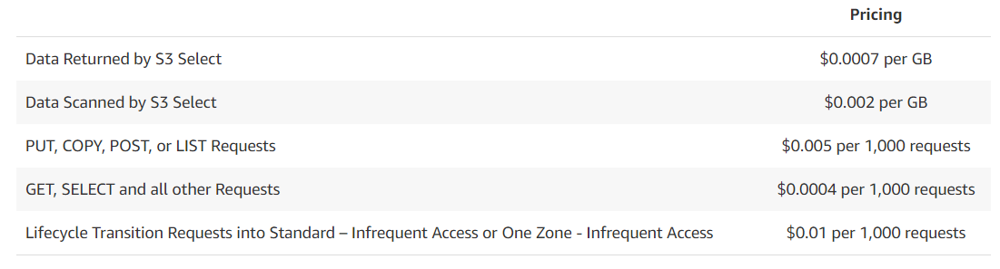 Pricing
Data Returned by S3 Select $0.0007 per GB
Data Scanned by S3 Select $0.002 per GB
PUT, COPY, POST, or LIST Requests $0.005 per 1,000 requests
GET, SELECT and all other Requests $0.0004 per 1,000 requests
Lifecycle Transition Requests into Standard – Infrequent Access or One Zone - Infrequent Access $0.01 per 1,000 requests